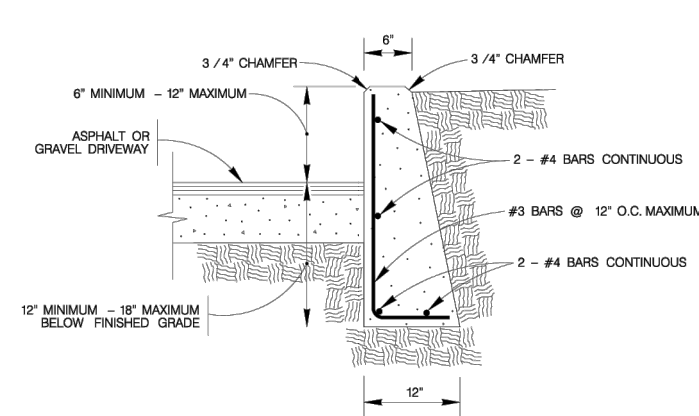 6"
3 /4" CHAMFER
3 /4" CHAMFER
6" MINIMUM - 12" MAXIMUM
ASPHALT OR
GRAVEL DRIVEWAY
2 - #4 BARS CONTINUOUS
#3 BARS @ 12" O.C. MAXIMUM
2 - #4 BARS CONTINUOUS
12" MINIMUM - 18" MAXIMUM
BELOW FINISHED GRADE
12"